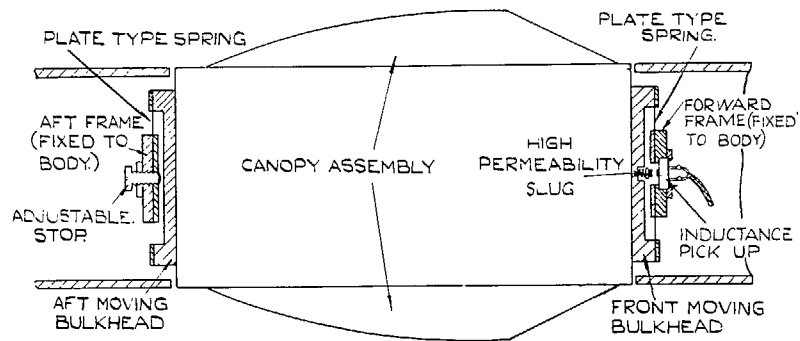 PLATE TYPE SPRING
PLATE TYPE
SPRING.
AFT FRAME
(FIXED TO
BODY.)
FORWARD
FRAME (FIXED
TO BODY)
CANOPY ASSEMBLY
HIGH
PERMEABILITY
SLUG
ADJUSTABLE.
STOP.
INDUCTANCE
PICK UP
AFT MOVING
BULKHEAD
FRONT MOVING
BULKHEAD